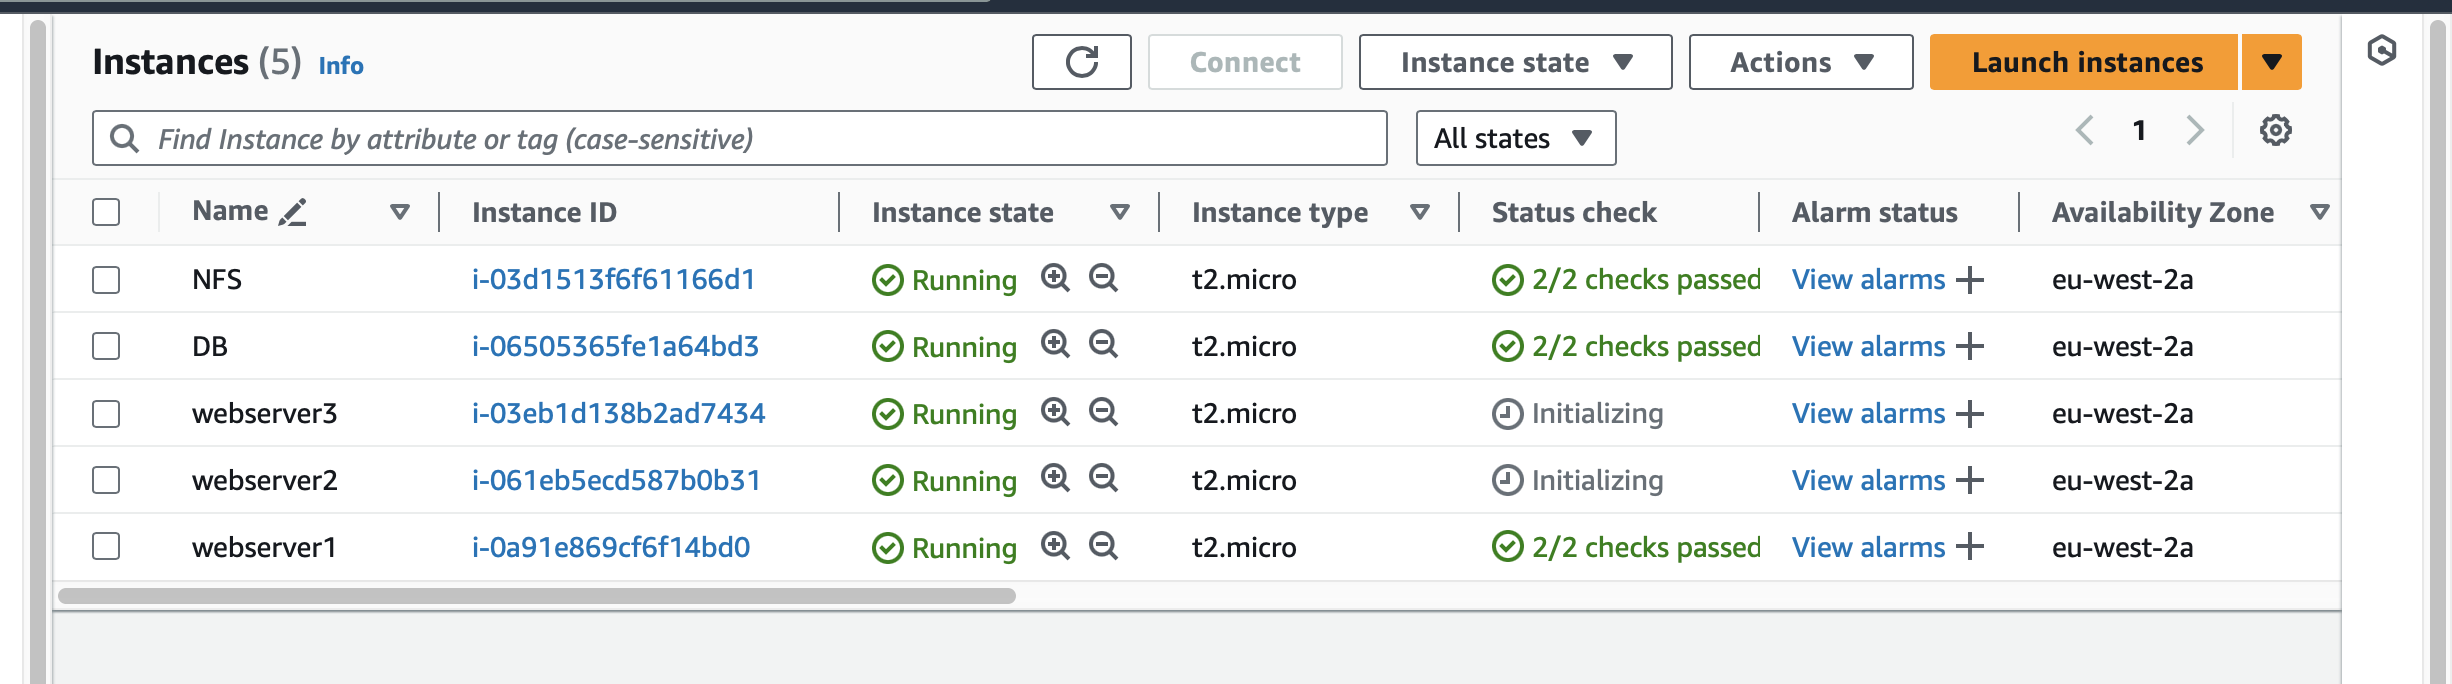 Instances (5) Info Connect Instance state Actions Launch instances
Find Instance by attribute or tag (case-sensitive) All states 1
Name Instance ID Instance state Instance type Status check Alarm status Availability Zone
NFS i-03d1513f6f61166d1 Running t2.micro 2/2 checks passed View alarms eu-west-2a
DB i-06505365fe1a64bd3 Running t2.micro 2/2 checks passed View alarms eu-west-2a
webserver3 i-03eb1d138b2ad7434 Running t2.micro Initializing View alarms eu-west-2a
webserver2 i-061eb5ecd587b0b31 Running t2.micro Initializing View alarms eu-west-2a
webserver1 i-0a91e869cf6f14bd0 Running t2.micro 2/2 checks passed View alarms eu-west-2a